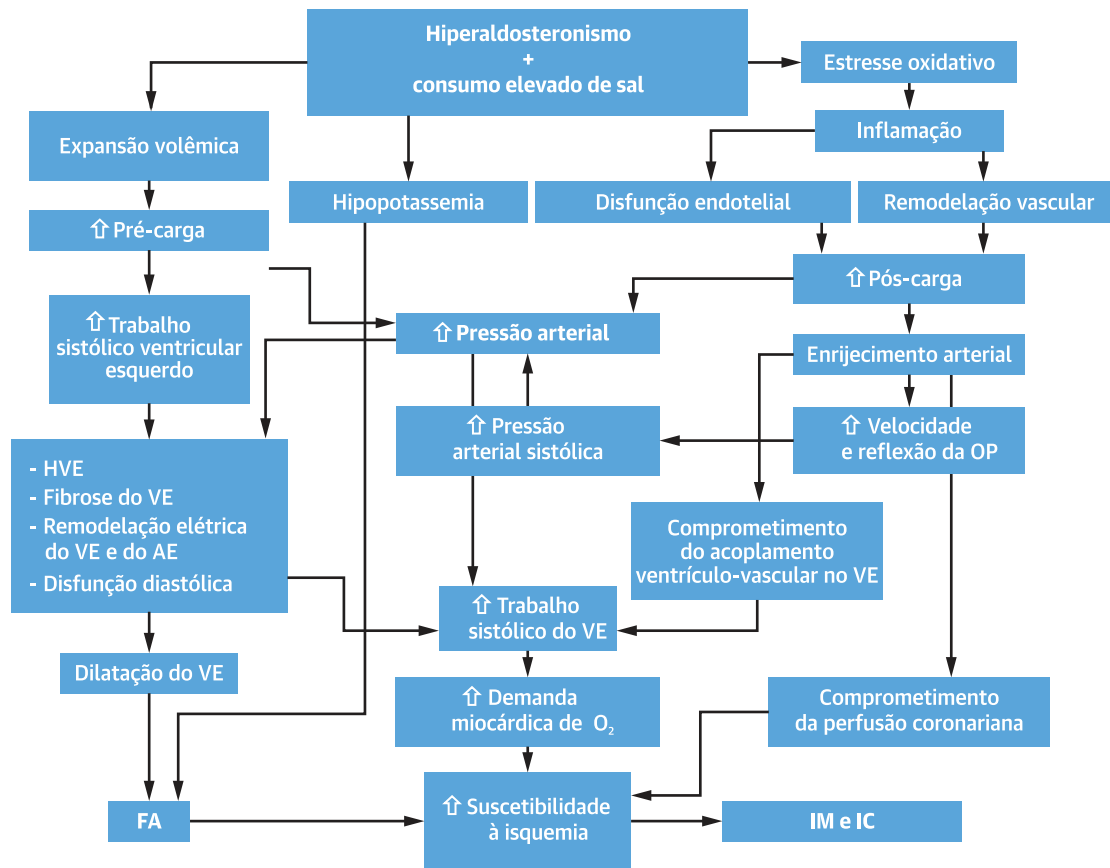 Hiperaldosteronismo
+
consumo elevado de sal
Estresse oxidativo
Expansão volêmica
Inflamação
Hipopotassemia
Disfunção endotelial
Remodelação vascular
⇧ Pré-carga
⇧ Pós-carga
⇧ Trabalho
sistólico ventricular
esquerdo
⇧ Pressão arterial
Enrijecimento arterial
⇧ Pressão
arterial sistólica
⇧ Velocidade
e reflexão da OP
- HVE
- Fibrose do VE
- Remodelação elétrica
do VE e do AE
- Disfunção diastólica
Comprometimento
do acoplamento
ventrículo-vascular no VE
⇧ Trabalho
sistólico do VE
Dilatação do VE
⇧ Demanda
miocárdica de O₂
Comprometimento
da perfusão coronariana
FA
⇧ Suscetibilidade
à isquemia
IM e IC